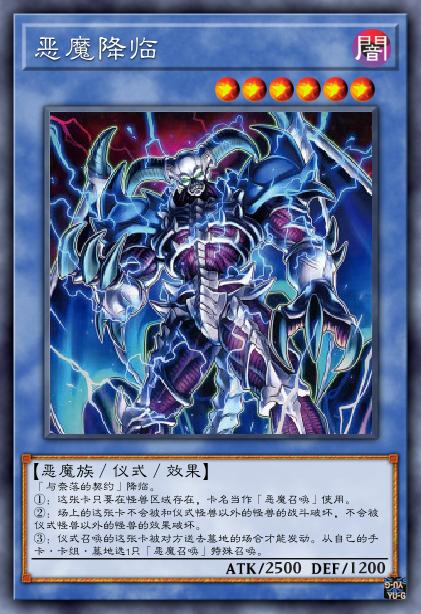 恶魔降临
闇
【恶魔族／仪式／效果】
「与奈落的契约」降临。
①：这张卡只要在怪兽区域存在，卡名当作「恶魔召唤」使用。
②：场上的这张卡不会被和仪式怪兽以外的怪兽的战斗破坏，不会被
仪式怪兽以外的怪兽的效果破坏。
③：仪式召唤的这张卡被对方送去墓地的场合才能发动。从自己的手
卡·卡组·墓地选1只「恶魔召唤」特殊召唤。
ATK/2500 DEF/1200